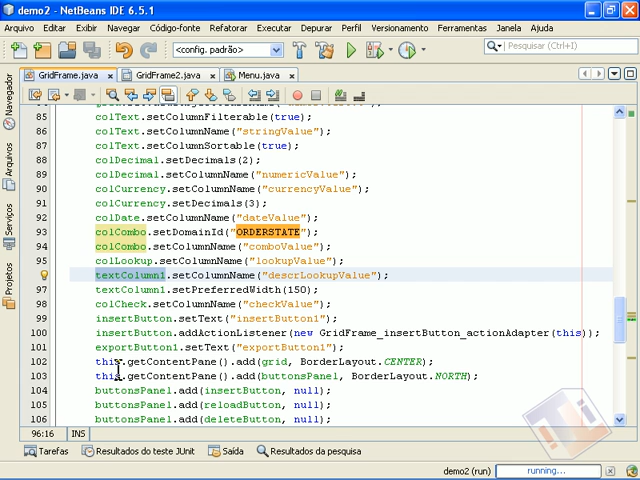 demo2 - NetBeans IDE 6.5.1
Arquivo Editar Exibir Navegar Código-fonte Refatorar Executar Depurar Perfil Versionamento Ferramentas Janela Ajuda
<config. padrão> Pesquisar (Ctrl+I)
GridFrame.java GridFrame2.java Menu.java
85 colText.setColumnFilterable(true);
86 colText.setColumnName("stringValue");
87 colText.setColumnSortable(true);
88 colDecimal.setDecimals(2);
89 colDecimal.setColumnName("numericValue");
90 colCurrency.setColumnName("currencyValue");
91 colCurrency.setDecimals(3);
92 colDate.setColumnName("dateValue");
93 colCombo.setDomainId("ORDERSTATE");
94 colCombo.setColumnName("comboValue");
95 colLookup.setColumnName("lookupValue");
textColumn1.setColumnName("descrLookupValue");
97 textColumn1.setPreferredWidth(150);
98 colCheck.setColumnName("checkValue");
99 insertButton.setText("insertButton1");
100 insertButton.addActionListener(new GridFrame_insertButton_actionAdapter(this));
101 exportButton1.setText("exportButton1");
102 this.getContentPane().add(grid, BorderLayout.CENTER);
103 this.getContentPane().add(buttonsPanel, BorderLayout.NORTH);
104 buttonsPanel.add(insertButton, null);
105 buttonsPanel.add(reloadButton, null);
106 buttonsPanel.add(deleteButton, null);
96:16 INS
Tarefas Resultados do teste JUnit Saída Resultados da pesquisa
demo2 (run) running...
Navegador
Arquivos
Serviços
Projetos